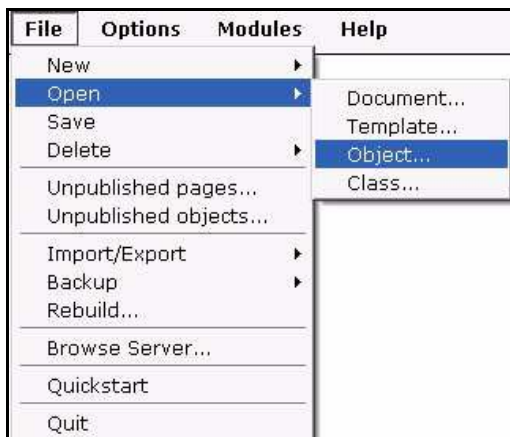 File Options Modules Help
New
Open
Save
Delete
Unpublished pages...
Unpublished objects...
Import/Export
Backup
Rebuild...
Browse Server...
Quickstart
Quit
Document...
Template...
Object...
Class...